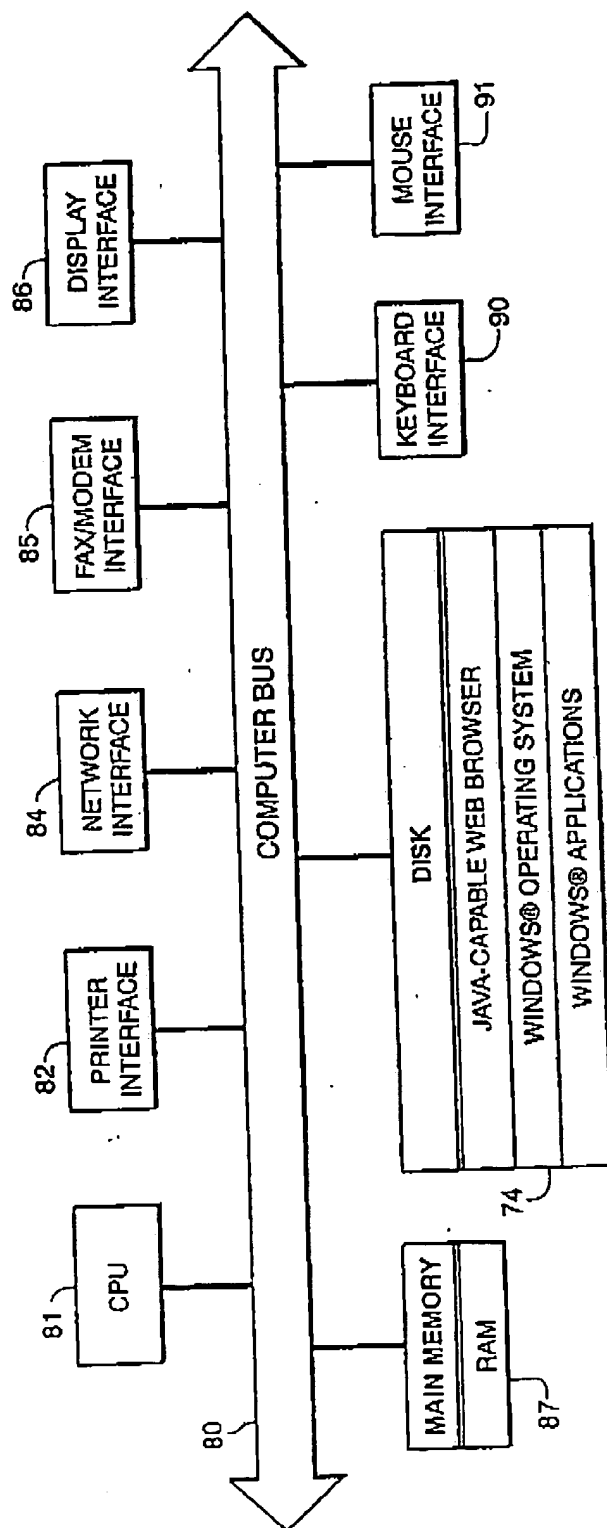 81
CPU
82
PRINTER
INTERFACE
84
NETWORK
INTERFACE
85
FAX/MODEM
INTERFACE
86
DISPLAY
INTERFACE
80
COMPUTER BUS
MAIN MEMORY
RAM
87
DISK
JAVA-CAPABLE WEB BROWSER
WINDOWS® OPERATING SYSTEM
WINDOWS® APPLICATIONS
74
KEYBOARD
INTERFACE
90
MOUSE
INTERFACE
91